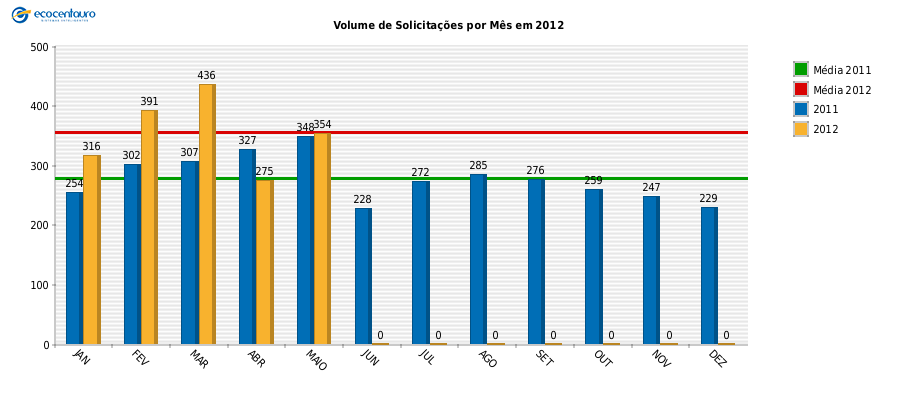 ecocentauro
Volume de Solicitações por Mês em 2012
500
400
300
200
100
0
254
316
302
391
307
436
327
275
348
354
228
0
272
0
285
0
276
0
259
0
247
0
229
0
JAN
FEV
MAR
ABR
MAIO
JUN
JUL
AGO
SET
OUT
NOV
DEZ
Média 2011
Média 2012
2011
2012